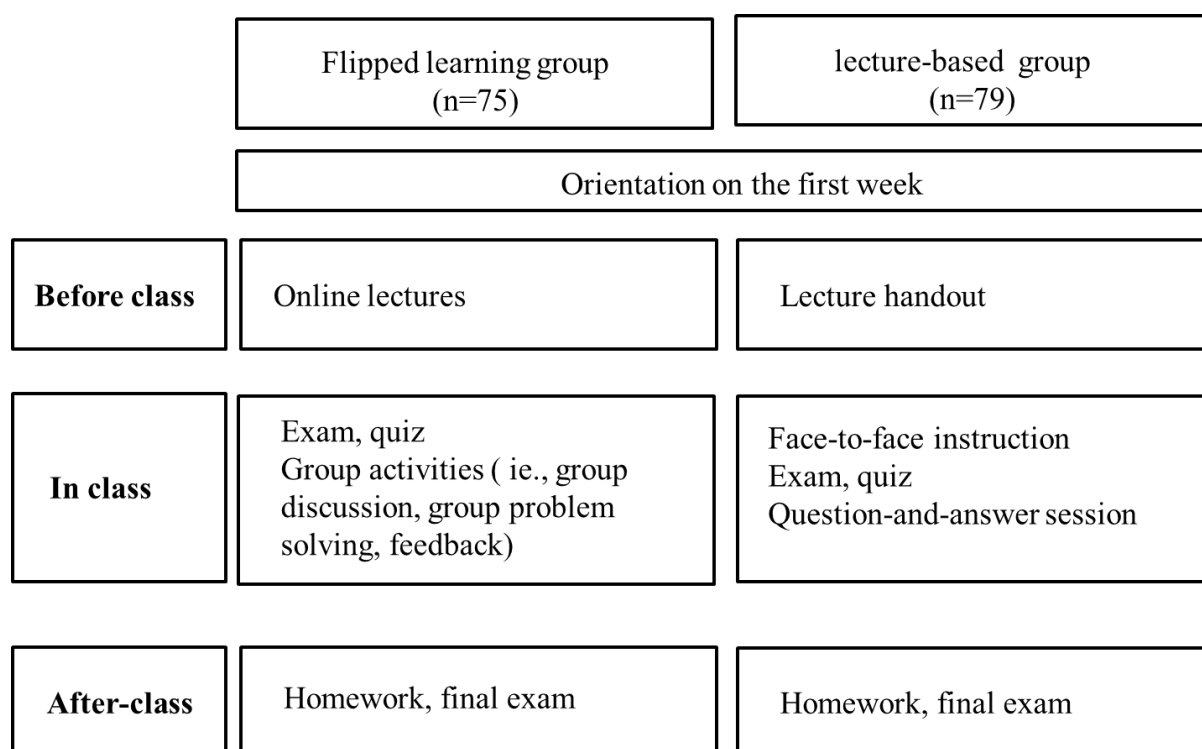 Flipped learning group
(n=75)
lecture-based group
(n=79)
Orientation on the first week
Before class
Online lectures
Lecture handout
In class
Exam, quiz
Group activities ( ie., group
discussion, group problem
solving, feedback)
Face-to-face instruction
Exam, quiz
Question-and-answer session
After-class
Homework, final exam
Homework, final exam